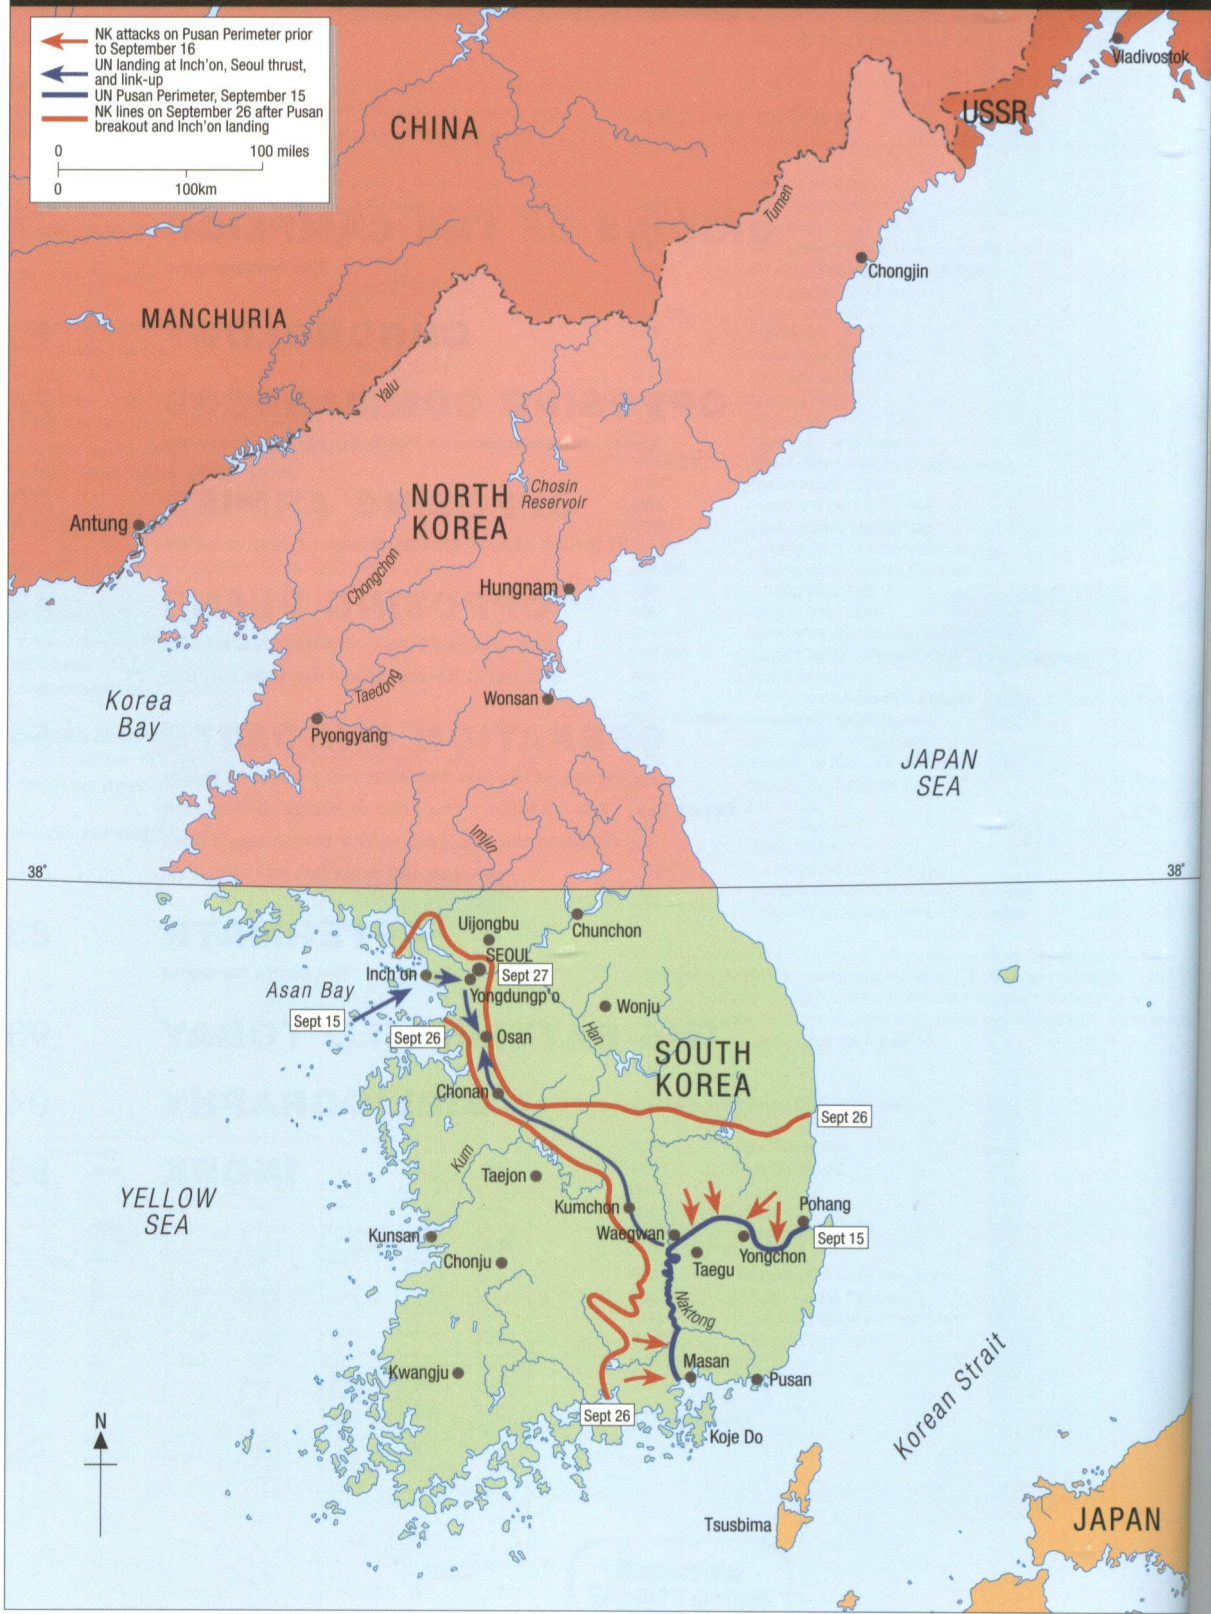 NK attacks on Pusan Perimeter prior
to September 16
UN landing at Inch'on, Seoul thrust,
and link-up
UN Pusan Perimeter, September 15
NK lines on September 26 after Pusan
breakout and Inch'on landing
0 100 miles
0 100km
Vladivostok
USSR
CHINA
Tumen
Chongjin
MANCHURIA
Yalu
Chosin
Reservoir
NORTH
KOREA
Antung
Chongchon
Hungnam
Taedong
Wonsan
Korea
Bay
Pyongyang
JAPAN
SEA
Imjin
38°
38°
Uijongbu
Chunchon
SEOUL
Inch'on
Sept 27
Asan Bay
Yongdungp'o
Sept 15
Wonju
Sept 26
Osan
Han
SOUTH
KOREA
Chonan
Sept 26
Kum
Taejon
YELLOW
SEA
Kumchon
Pohang
Kunsan
Waegwan
Sept 15
Yongchon
Chonju
Taegu
Naktong
Masan
Kwangju
Pusan
Sept 26
Korean Strait
N
Koje Do
Tsusbima
JAPAN